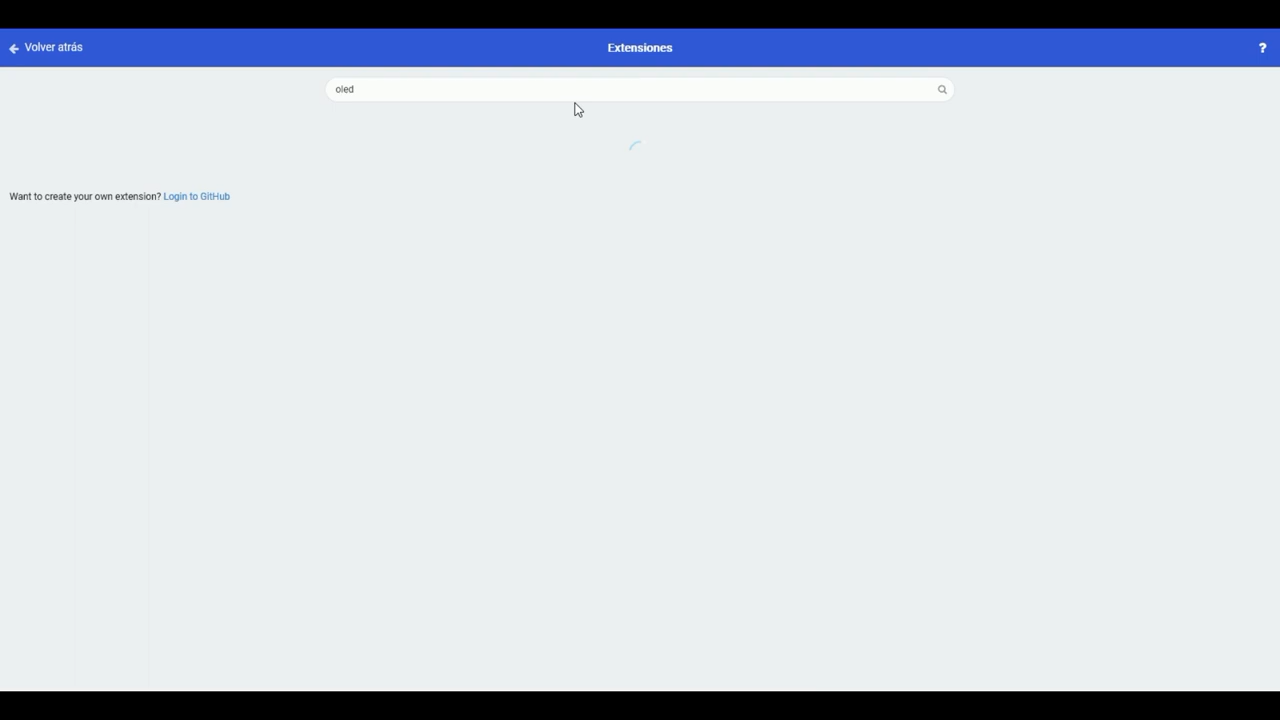 Volver atrás
Extensiones
?
oled
Want to create your own extension? Login to GitHub